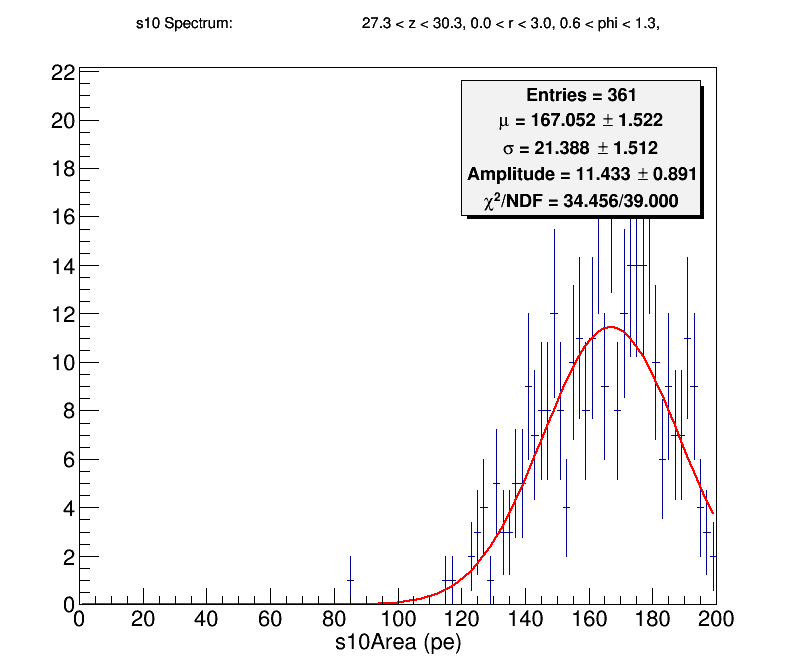 s10 Spectrum: 27.3 < z < 30.3, 0.0 < r < 3.0, 0.6 < phi < 1.3,
Entries = 361
μ = 167.052 ± 1.522
σ = 21.388 ± 1.512
Amplitude = 11.433 ± 0.891
χ²/NDF = 34.456/39.000
22
20
18
16
14
12
10
8
6
4
2
0
0 20 40 60 80 100 120 140 160 180 200
s10Area (pe)